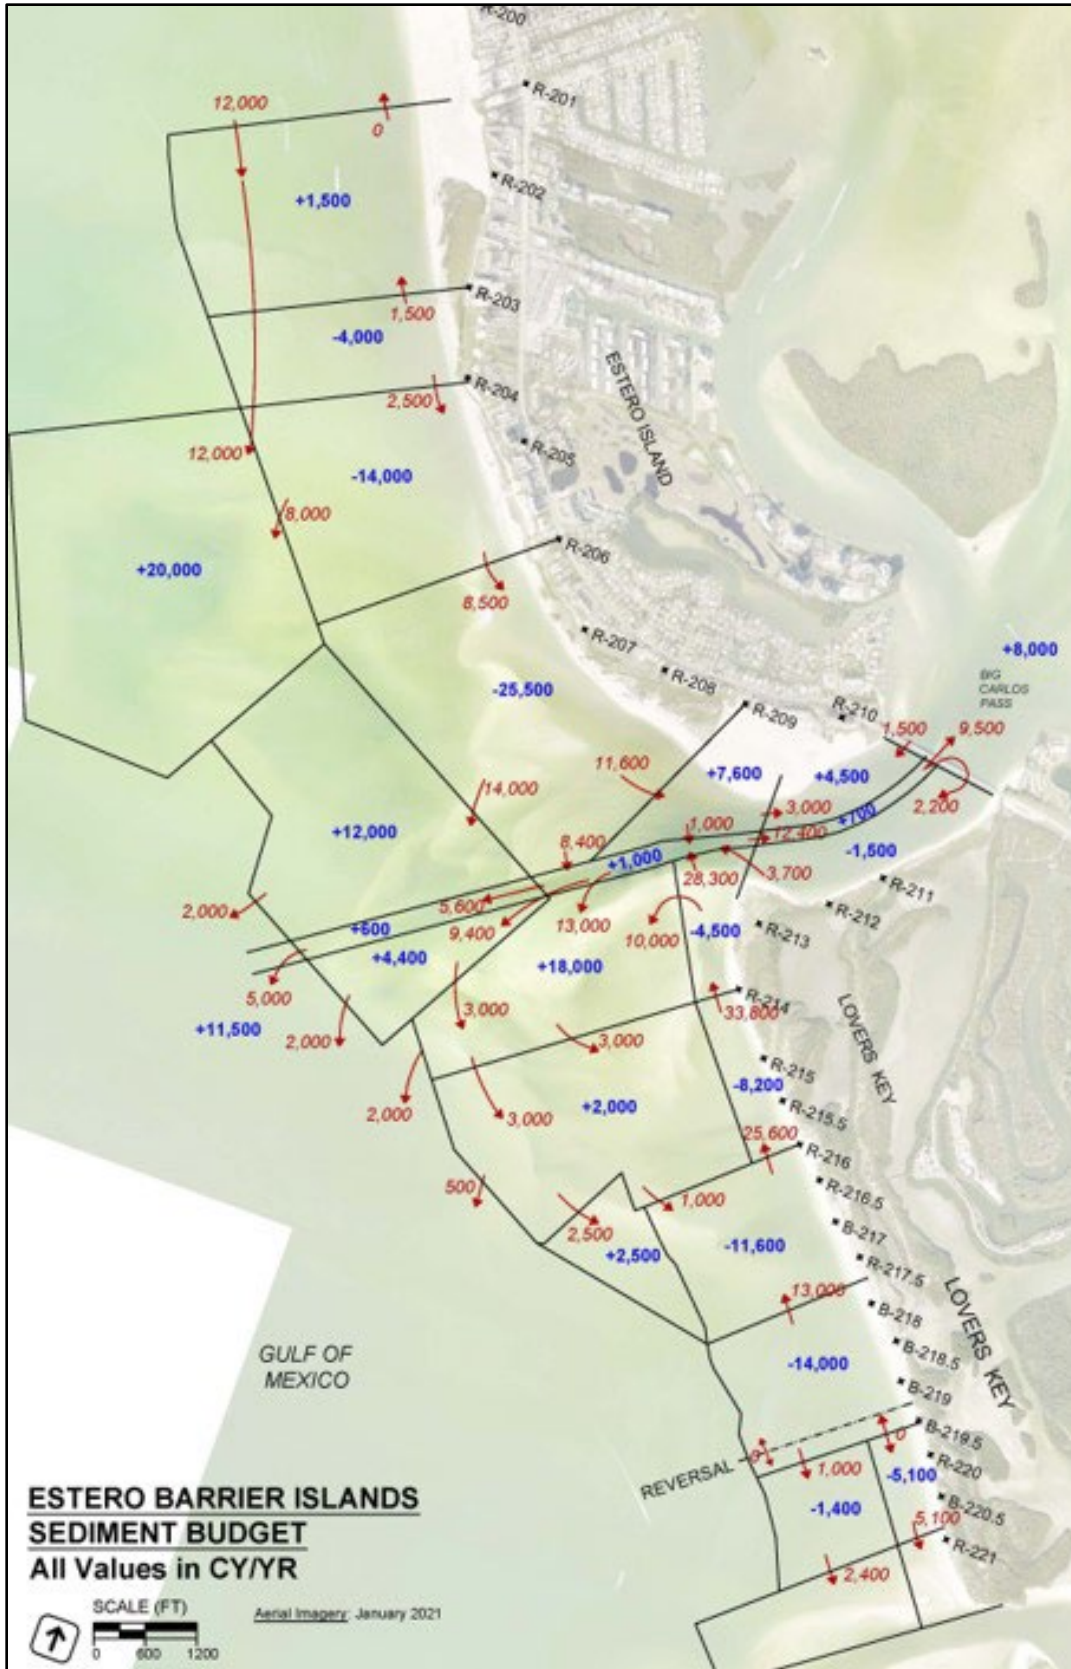 R-200
12,000
R-201
0
R-202
+1,500
R-203
1,500
-4,000
R-204
2,500
ESTERO ISLAND
R-205
12,000
-14,000
8,000
R-206
+20,000
8,500
R-207
+8,000
R-208
BIG
CARLOS
PASS
-25,500
R-209
R-210
1,500
9,500
11,600
+7,600
+4,500
14,000
3,000
2,200
+700
+12,000
1,000
12,400
8,400
+1,000
-1,500
3,700
28,300
R-211
2,000
5,600
R-212
+600
9,400
13,000
10,000
-4,500
R-213
+4,400
+18,000
5,000
R-214
3,000
33,800
LOVERS KEY
+11,500
2,000
3,000
R-215
-8,200
2,000
3,000
+2,000
R-215.5
25,600
R-216
500
R-216.5
1,000
B-217
2,500
+2,500
-11,600
R-217.5
13,000
B-218
LOVERS KEY
GULF OF
MEXICO
-14,000
B-218.5
B-219
B-219.5
0
0
REVERSAL
1,000
R-220
-5,100
B-220.5
-1,400
5,100
R-221
2,400
ESTERO BARRIER ISLANDS
SEDIMENT BUDGET
All Values in CY/YR
SCALE (FT)
0 600 1200
Aerial Imagery: January 2021